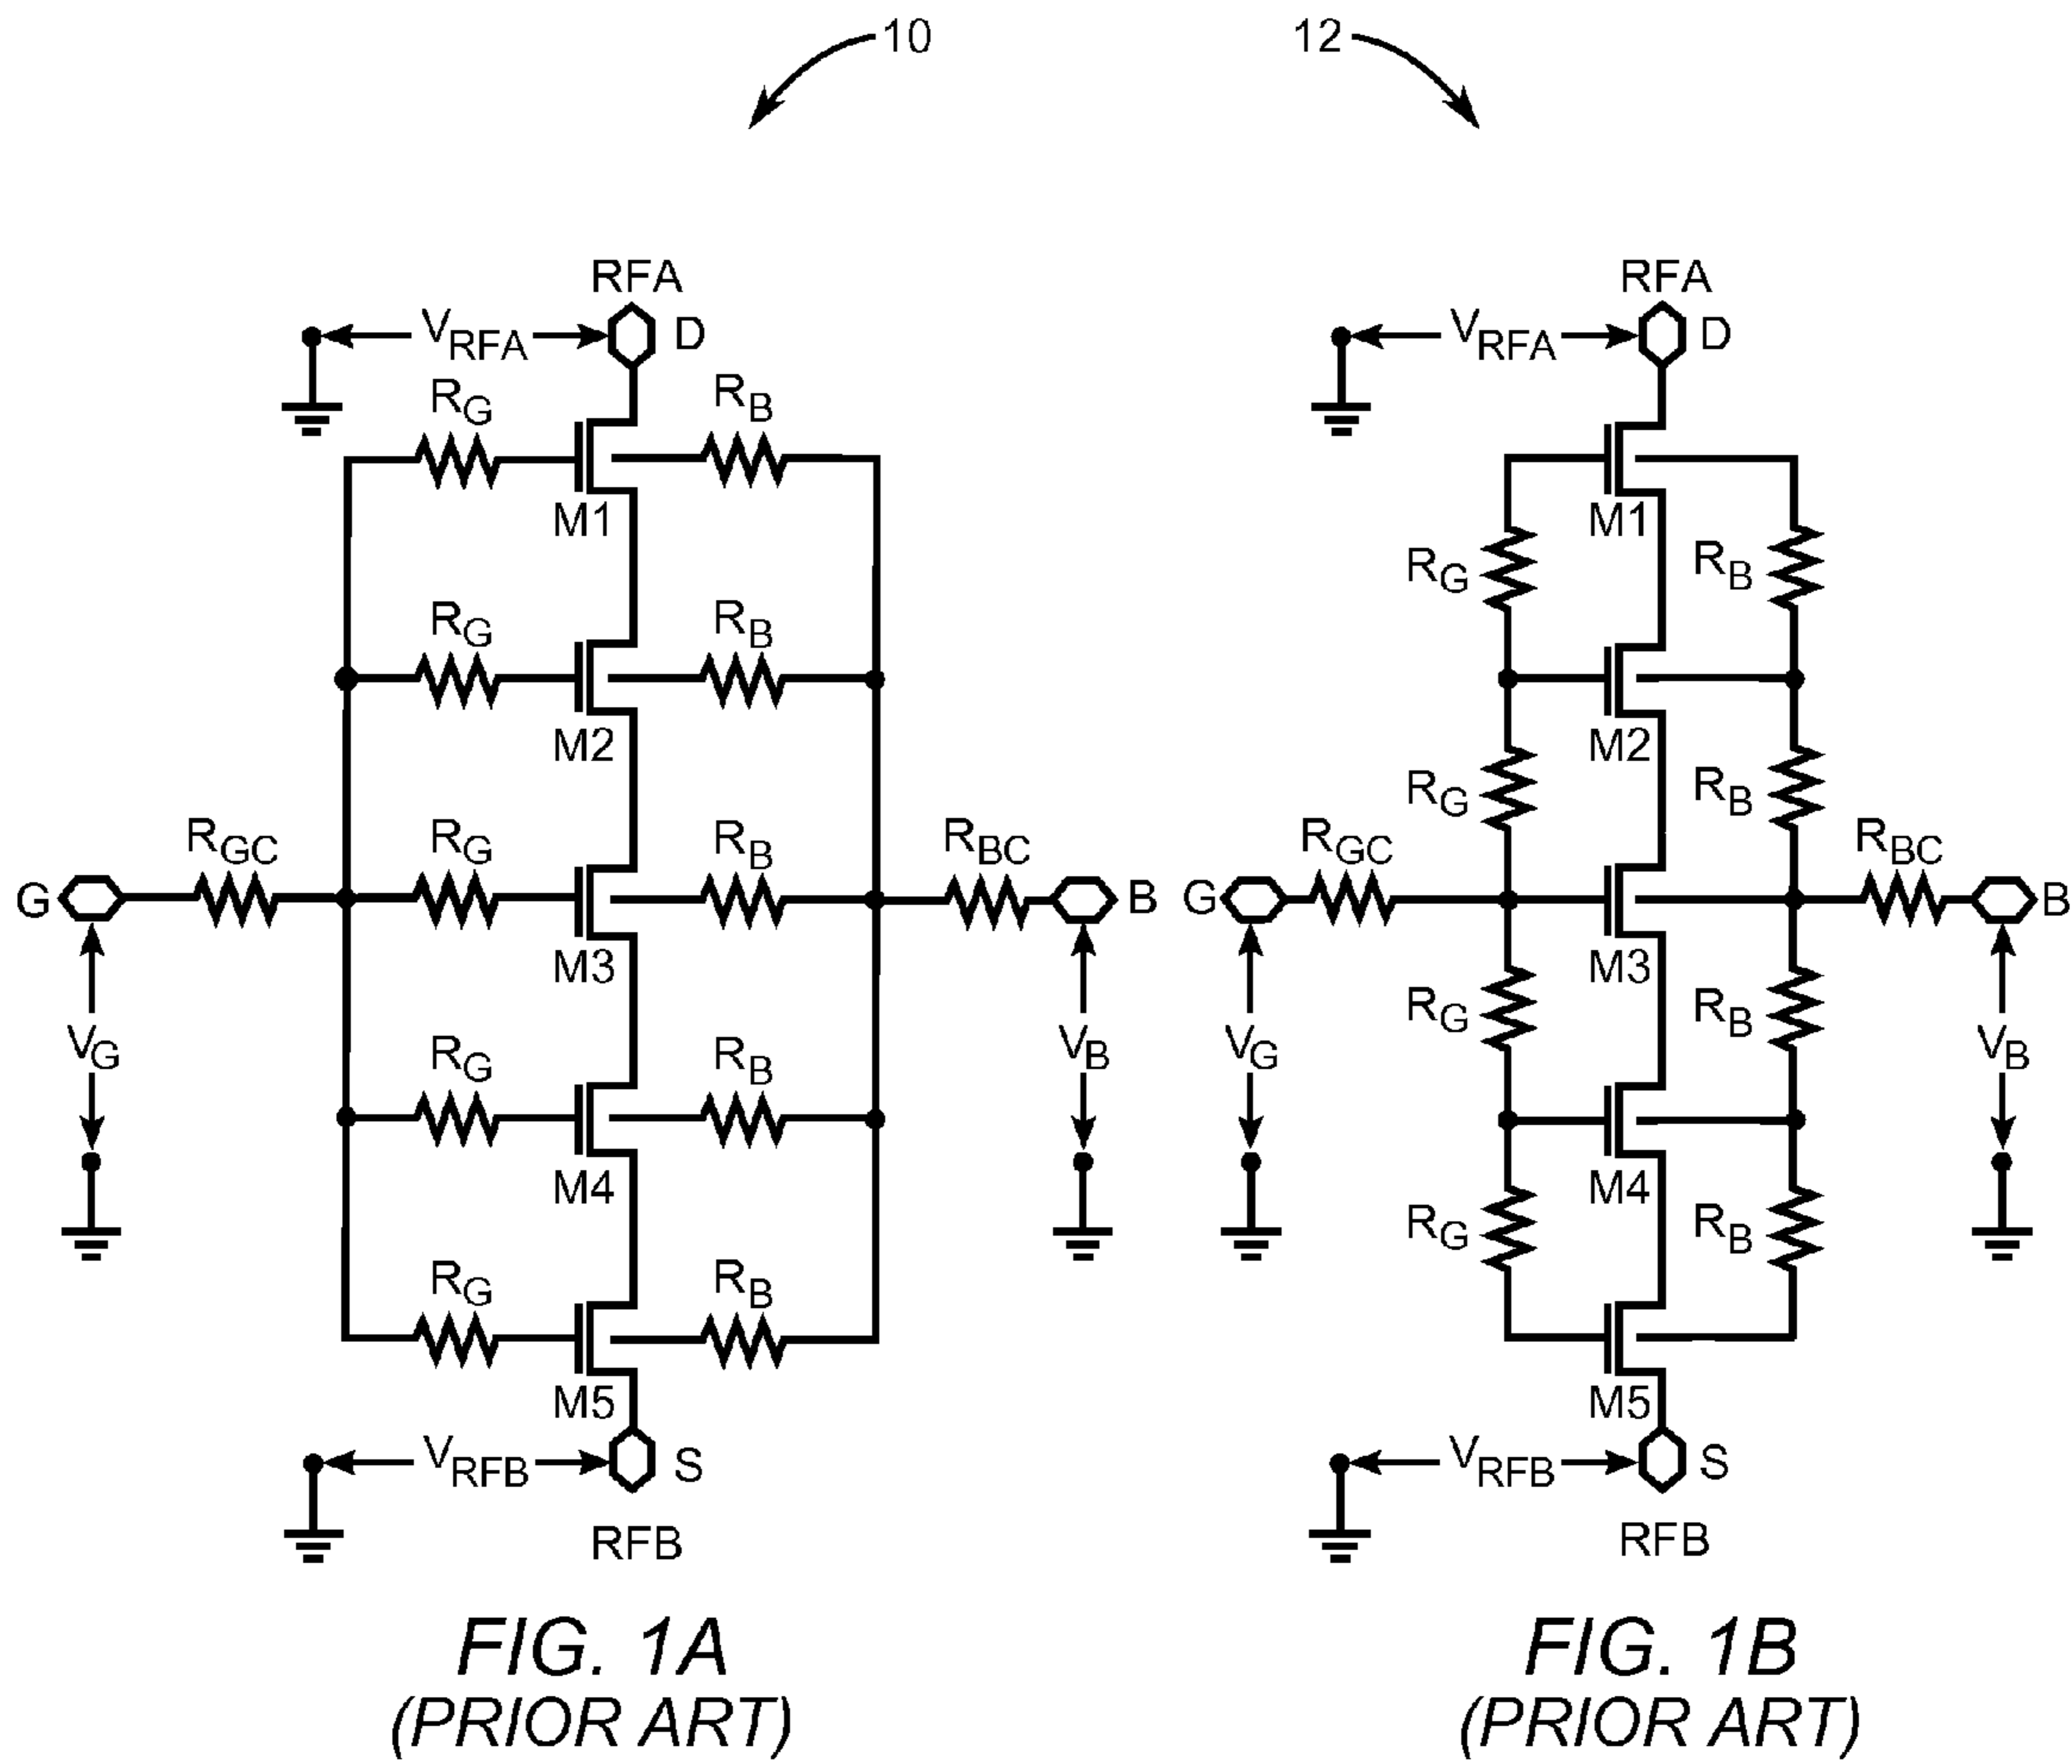 10
12
RFA
VRFA
D
RG
RB
M1
RG
RB
M2
RGC
RG
RB
RBC
G
B
M3
VG
VB
RG
RB
M4
RG
RB
M5
VRFB
S
RFB
FIG. 1A
(PRIOR ART)
RFA
VRFA
D
M1
RG
RB
M2
RG
RB
RGC
RBC
G
B
M3
RG
RB
VG
VB
M4
RG
RB
M5
VRFB
S
RFB
FIG. 1B
(PRIOR ART)